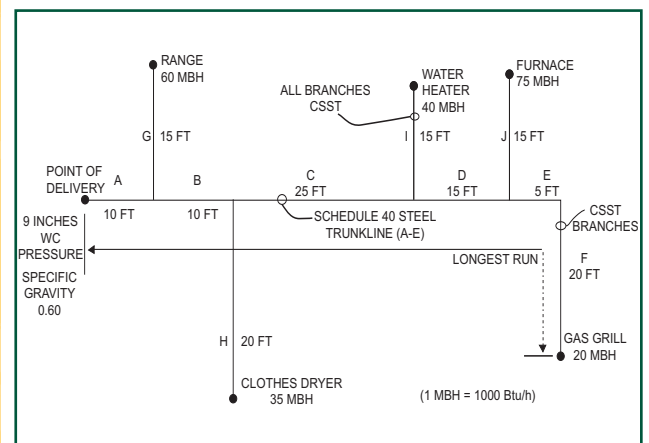 RANGE
60 MBH
FURNACE
75 MBH
WATER
HEATER
40 MBH
ALL BRANCHES
CSST
G 15 FT
I 15 FT
J 15 FT
POINT OF
DELIVERY
A
B
C
25 FT
D
15 FT
E
5 FT
10 FT
10 FT
SCHEDULE 40 STEEL
TRUNKLINE (A-E)
CSST
BRANCHES
9 INCHES
WC
PRESSURE
LONGEST RUN
F
20 FT
SPECIFIC
GRAVITY
0.60
H 20 FT
GAS GRILL
20 MBH
CLOTHES DRYER
35 MBH
(1 MBH = 1000 Btu/h)